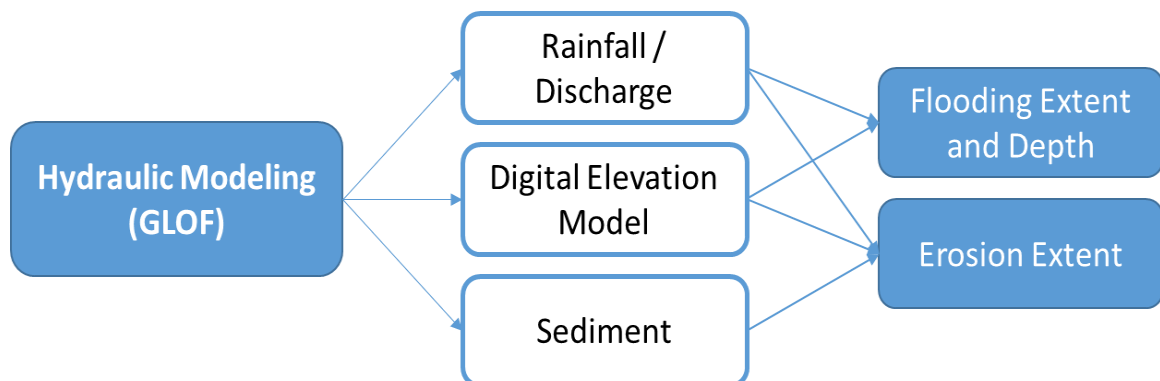 Hydraulic Modeling
(GLOF)
Rainfall /
Discharge
Digital Elevation
Model
Sediment
Flooding Extent
and Depth
Erosion Extent